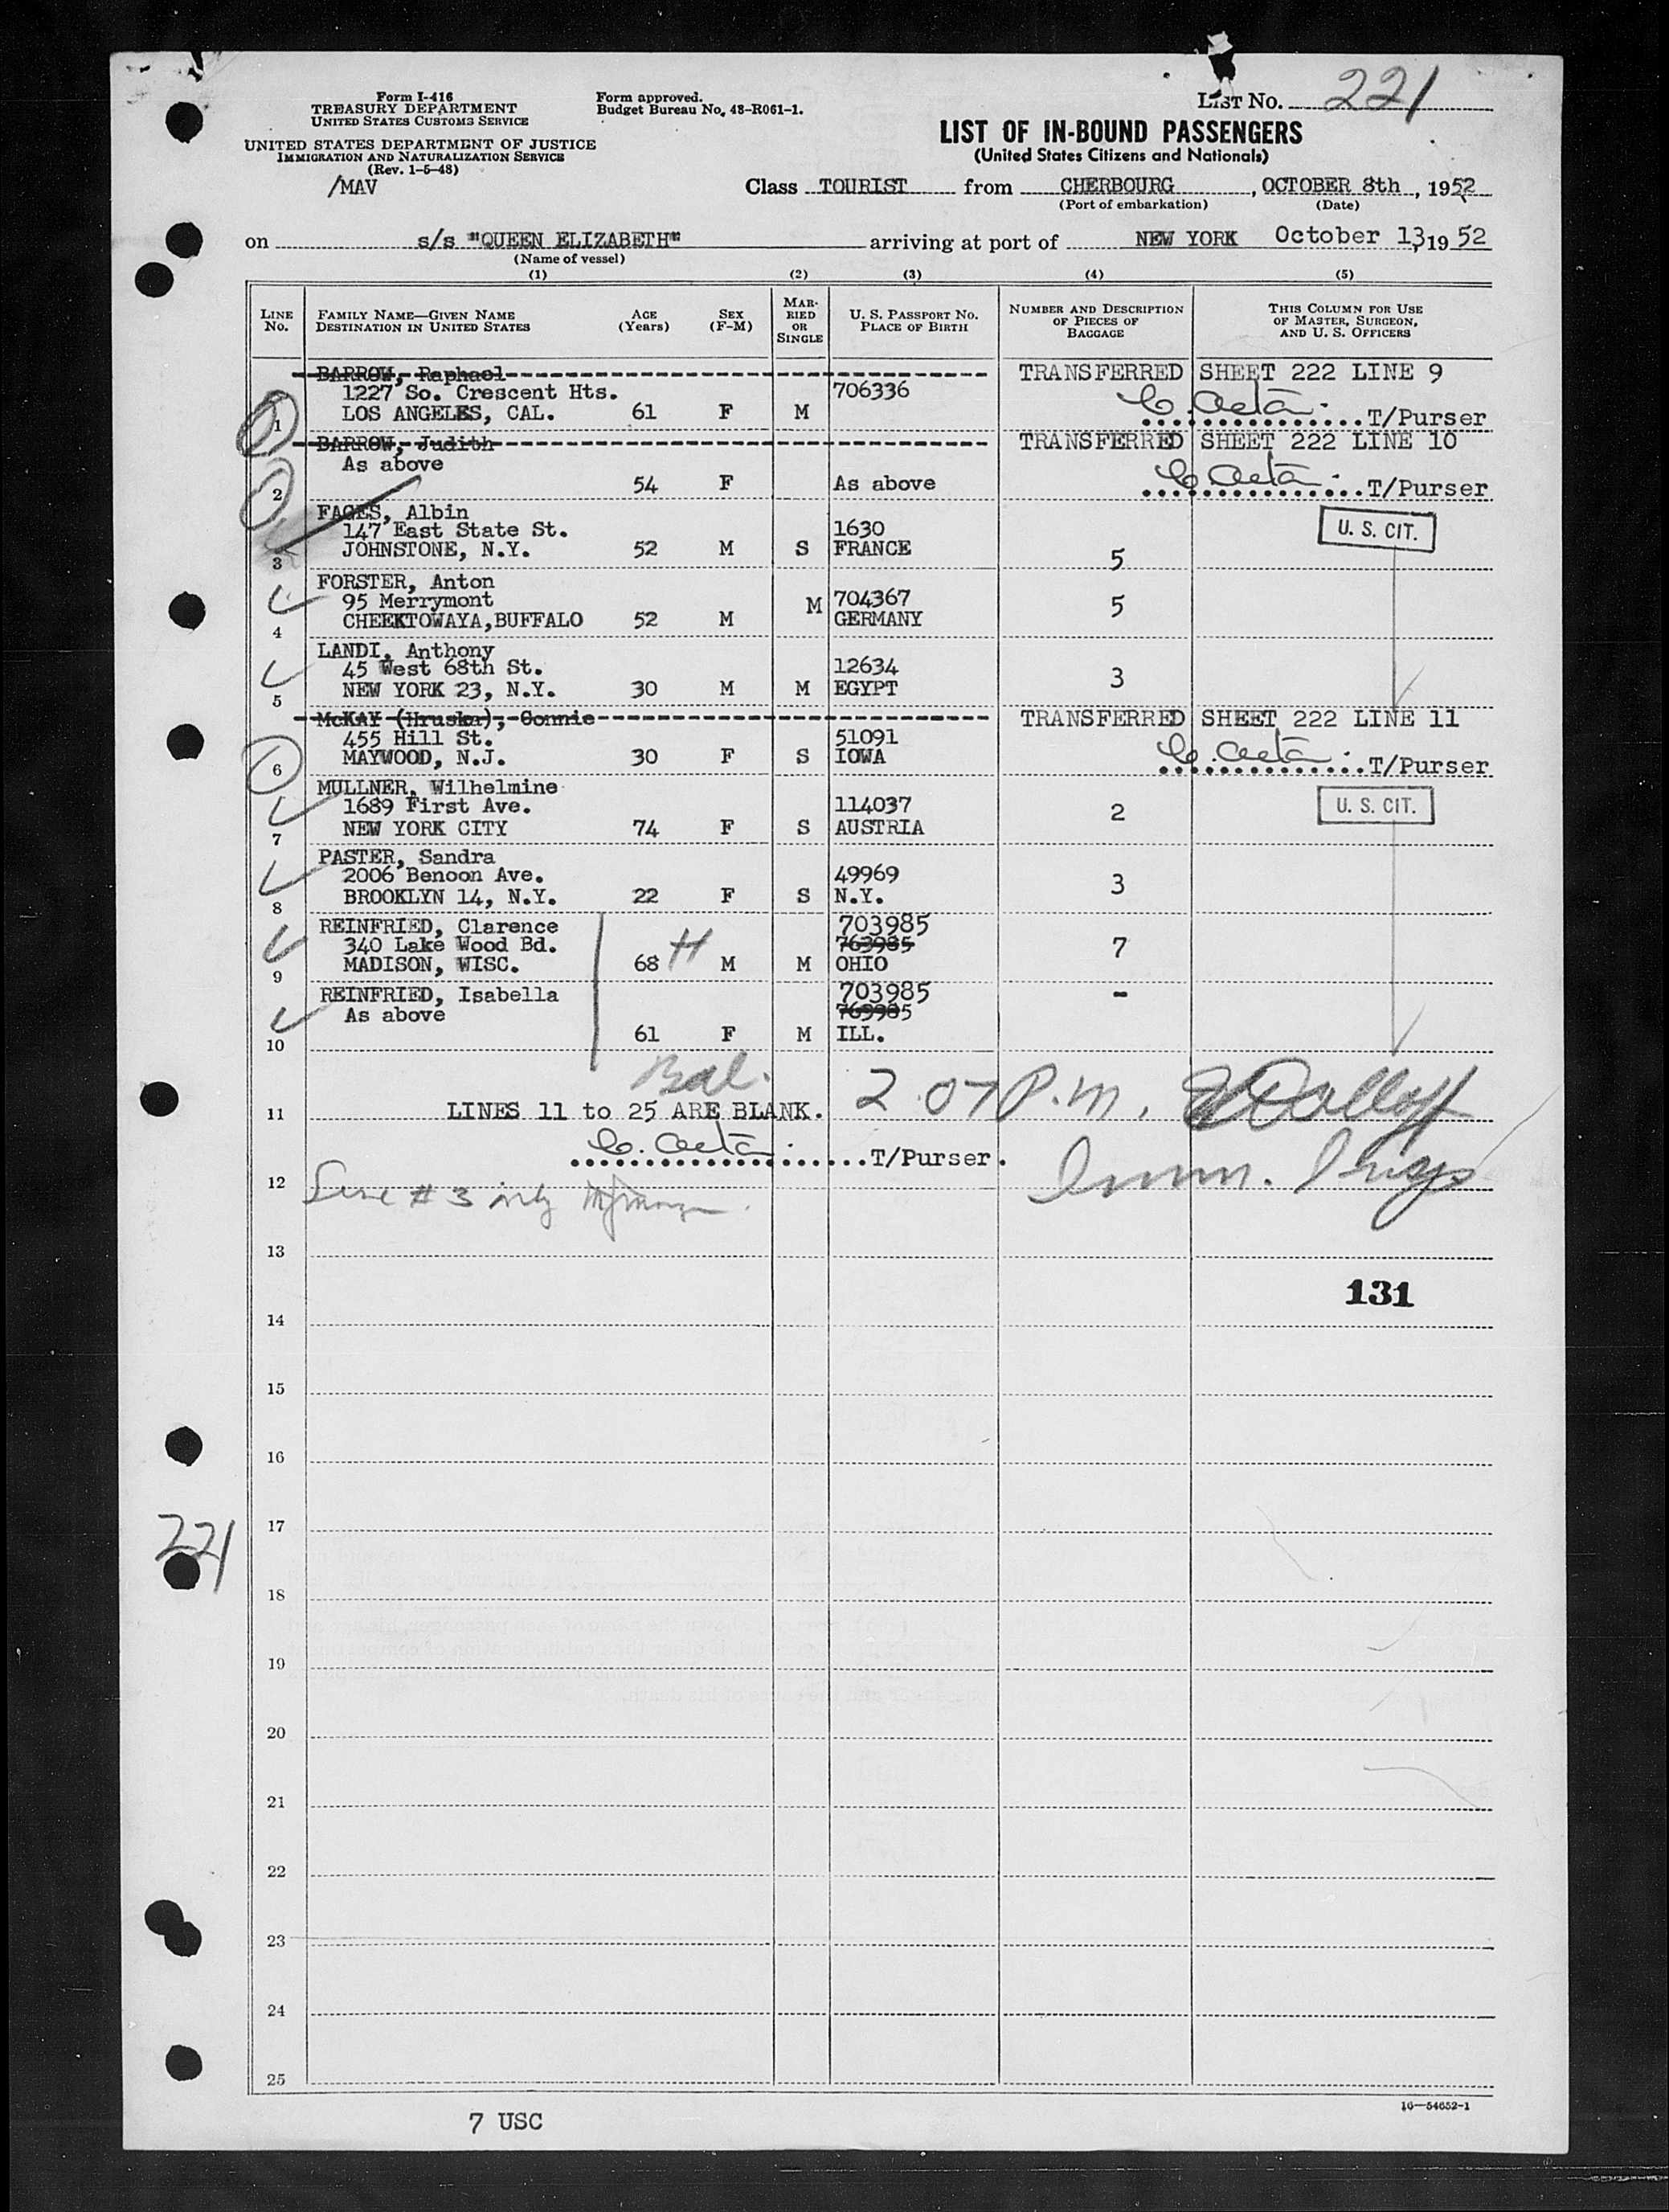 Form I-416
TREASURY DEPARTMENT
UNITED STATES CUSTOMS SERVICE
UNITED STATES DEPARTMENT OF JUSTICE
IMMIGRATION AND NATURALIZATION SERVICE
(Rev. 1-5-48)
/MAV
Form approved.
Budget Bureau No. 48-R061-1.
LIST NO. 221
LIST OF IN-BOUND PASSENGERS
(United States Citizens and Nationals)
Class TOURIST from CHERBOURG, OCTOBER 8th, 1952
(Port of embarkation) (Date)
on s/s "QUEEN ELIZABETH" arriving at port of NEW YORK October 13, 1952
(Name of vessel)
(1) (2) (3) (4) (5)
LINE No. FAMILY NAME—GIVEN NAME DESTINATION IN UNITED STATES AGE (Years) SEX (F-M) MARRIED OR SINGLE U. S. PASSPORT NO. PLACE OF BIRTH NUMBER AND DESCRIPTION OF PIECES OF BAGGAGE THIS COLUMN FOR USE OF MASTER, SURGEON, AND U. S. OFFICERS
BARROW, Raphael TRANSFERRED SHEET 222 LINE 9
1227 So. Crescent Hts. 706336
1 LOS ANGELES, CAL. 61 F M T/Purser
BARROW, Judith TRANSFERRED SHEET 222 LINE 10
As above
2 54 F As above T/Purser
FAGES, Albin
147 East State St. 1630 U. S. CIT.
3 JOHNSTONE, N.Y. 52 M S FRANCE 5
FORSTER, Anton
95 Merrymont 704367
4 CHEEKTOWAYA, BUFFALO 52 M M GERMANY 5
LANDI, Anthony
45 West 68th St. 12634
5 NEW YORK 23, N.Y. 30 M M EGYPT 3
McKAY (Hruska), Connie TRANSFERRED SHEET 222 LINE 11
455 Hill St. 51091
6 MAYWOOD, N.J. 30 F S IOWA T/Purser
MULLNER, Wilhelmine
1689 First Ave. 114037 U. S. CIT.
7 NEW YORK CITY 74 F S AUSTRIA 2
PASTER, Sandra
2006 Benoon Ave. 49969
8 BROOKLYN 14, N.Y. 22 F S N.Y. 3
REINFRIED, Clarence 703985
340 Lake Wood Bd. 763985
9 MADISON, WISC. 68 H M M OHIO 7
REINFRIED, Isabella 703985 -
As above 763985
10 61 F M ILL.
Bal.
11 LINES 11 to 25 ARE BLANK. 2 07 P.M.
T/Purser.
12 #3 only Imm. Insp
13
131
14
15
16
17
221
18
19
20
21
22
23
24
25
16—54652-1
7 USC